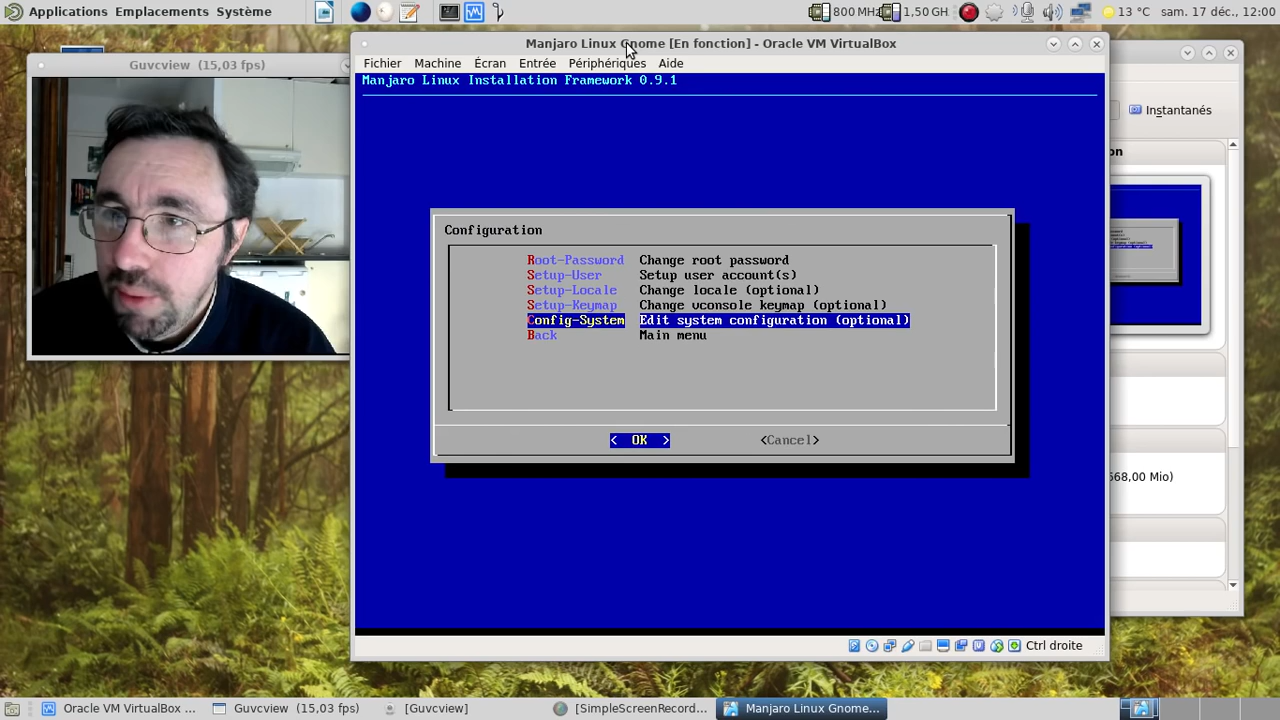 Applications Emplacements Système
800 MHz 1,50 GH 13 °C sam. 17 déc., 12:00
Guvcview (15,03 fps)
Manjaro Linux Gnome [En fonction] - Oracle VM VirtualBox
Fichier Machine Écran Entrée Périphériques Aide
Manjaro Linux Installation Framework 0.9.1
Configuration
Root-Password Change root password
Setup-User Setup user account(s)
Setup-Locale Change locale (optional)
Setup-Keymap Change vconsole keymap (optional)
Config-System Edit system configuration (optional)
Back Main menu
< OK > <Cancel>
Ctrl droite
Instantanés
on
668,00 Mio)
Oracle VM VirtualBox ... Guvcview (15,03 fps) [Guvcview] [SimpleScreenRecord... Manjaro Linux Gnome...